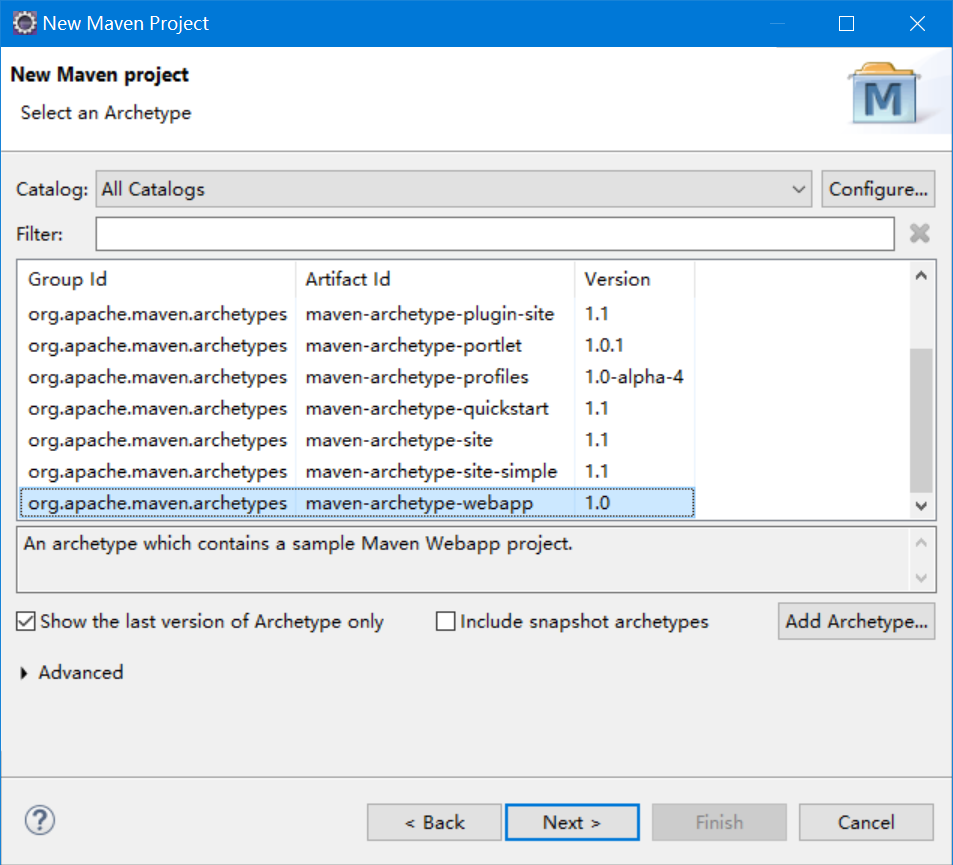 New Maven Project
New Maven project
Select an Archetype
M
Catalog: All Catalogs Configure...
Filter:
Group Id Artifact Id Version
org.apache.maven.archetypes maven-archetype-plugin-site 1.1
org.apache.maven.archetypes maven-archetype-portlet 1.0.1
org.apache.maven.archetypes maven-archetype-profiles 1.0-alpha-4
org.apache.maven.archetypes maven-archetype-quickstart 1.1
org.apache.maven.archetypes maven-archetype-site 1.1
org.apache.maven.archetypes maven-archetype-site-simple 1.1
org.apache.maven.archetypes maven-archetype-webapp 1.0
An archetype which contains a sample Maven Webapp project.
Show the last version of Archetype only Include snapshot archetypes Add Archetype...
Advanced
? < Back Next > Finish Cancel